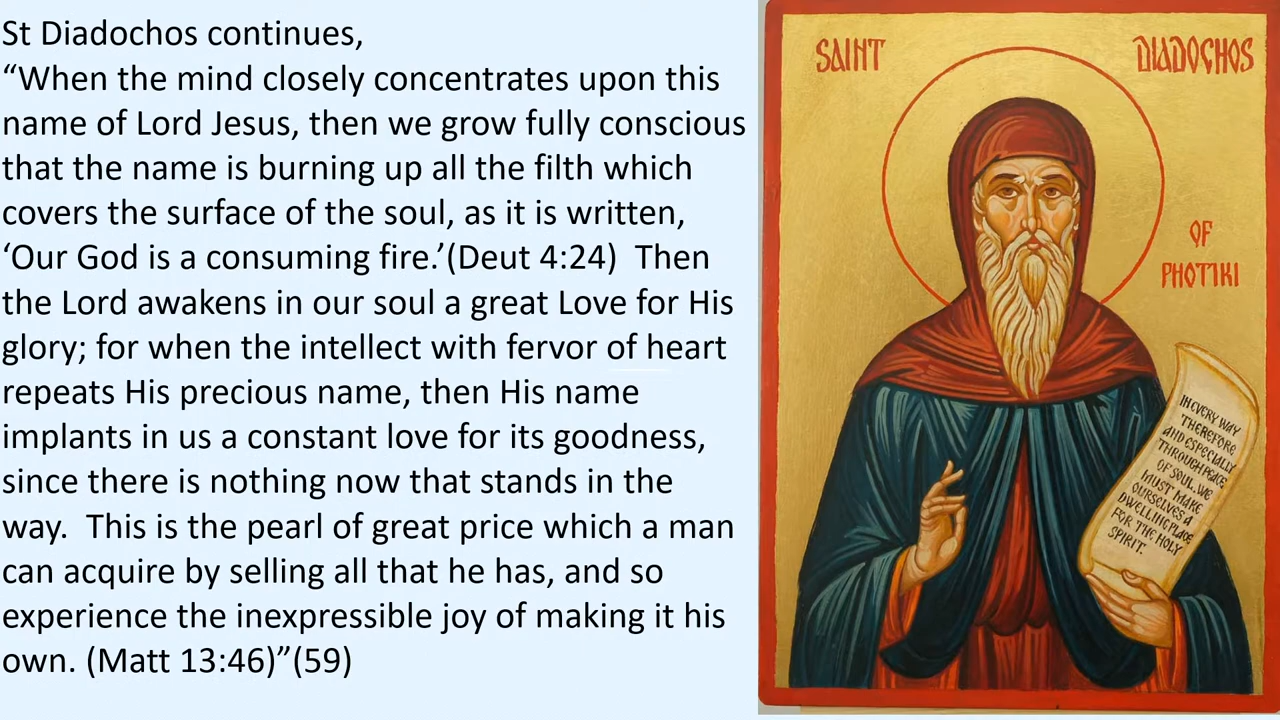 St Diadochos continues,
“When the mind closely concentrates upon this
name of Lord Jesus, then we grow fully conscious
that the name is burning up all the filth which
covers the surface of the soul, as it is written,
‘Our God is a consuming fire.’(Deut 4:24)  Then
the Lord awakens in our soul a great Love for His
glory; for when the intellect with fervor of heart
repeats His precious name, then His name
implants in us a constant love for its goodness,
since there is nothing now that stands in the
way.  This is the pearl of great price which a man
can acquire by selling all that he has, and so
experience the inexpressible joy of making it his
own. (Matt 13:46)”(59)
SAINT DIADOCHOS
OF
PHOTIKI
IN EVERY WAY
THEREFORE,
AND ESPECIALLY
THROUGH PEACE
OF SOUL, WE
MUST MAKE
OURSELVES A
DWELLING PLACE
FOR THE HOLY
SPIRIT.